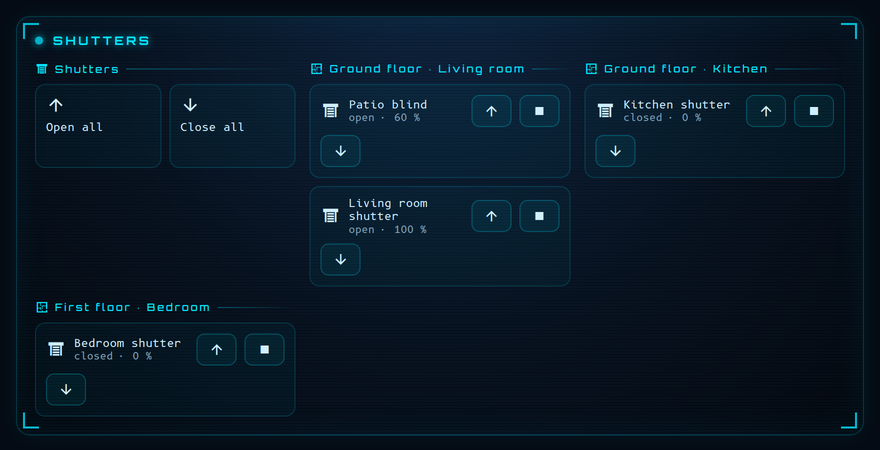 SHUTTERS
Shutters
Open all
Close all
Ground floor · Living room
Patio blind
open · 60 %
Living room
shutter
open · 100 %
Ground floor · Kitchen
Kitchen shutter
closed · 0 %
First floor · Bedroom
Bedroom shutter
closed · 0 %